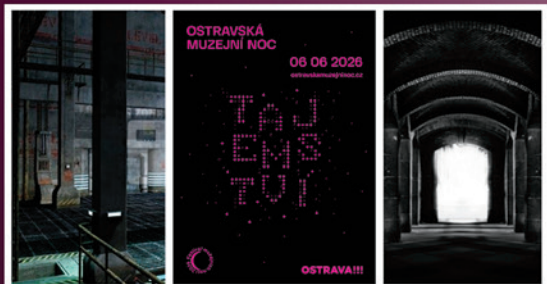 OSTRAVSKÁ
MUZEJNÍ NOC
06 06 2026
ostravskamuzejninoc.cz
TAJ
EMS
TVÍ
OSTRAVA!!!